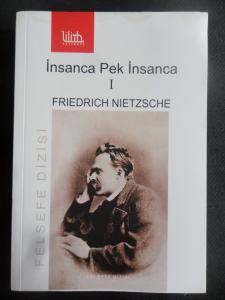 lilith
İnsanca Pek İnsanca
I
FRIEDRICH NIETZSCHE
FELSEFE DİZİSİ